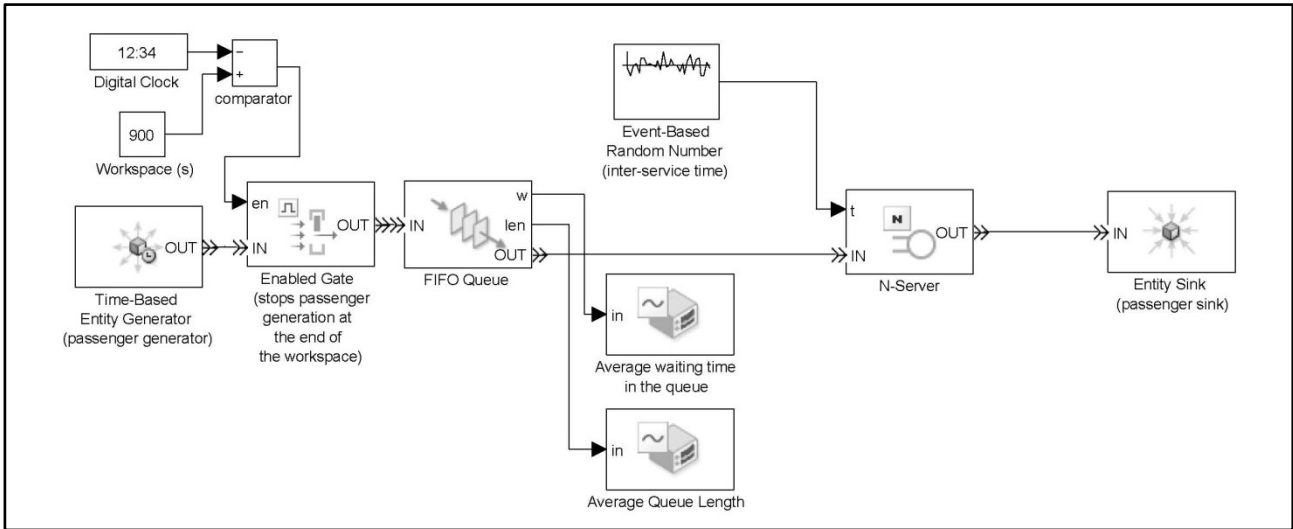 12:34
Digital Clock
−
+
comparator
900
Workspace (s)
OUT
Time-Based
Entity Generator
(passenger generator)
en
IN
OUT
Enabled Gate
(stops passenger
generation at
the end of
the workspace)
IN
w
len
OUT
FIFO Queue
in
Average waiting time
in the queue
in
Average Queue Length
Event-Based
Random Number
(inter-service time)
t
IN
N
OUT
N-Server
IN
Entity Sink
(passenger sink)